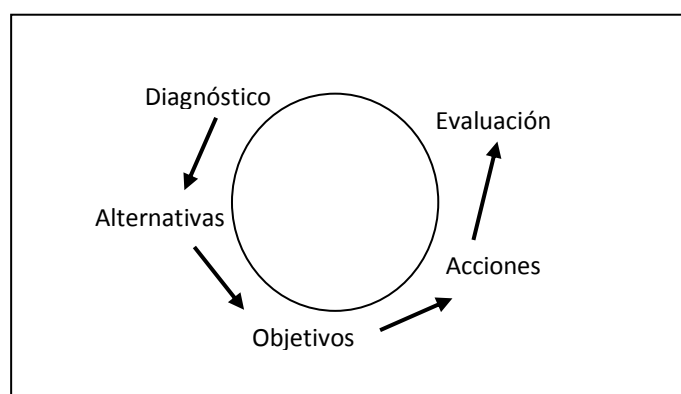 Diagnóstico
Alternativas
Objetivos
Acciones
Evaluación